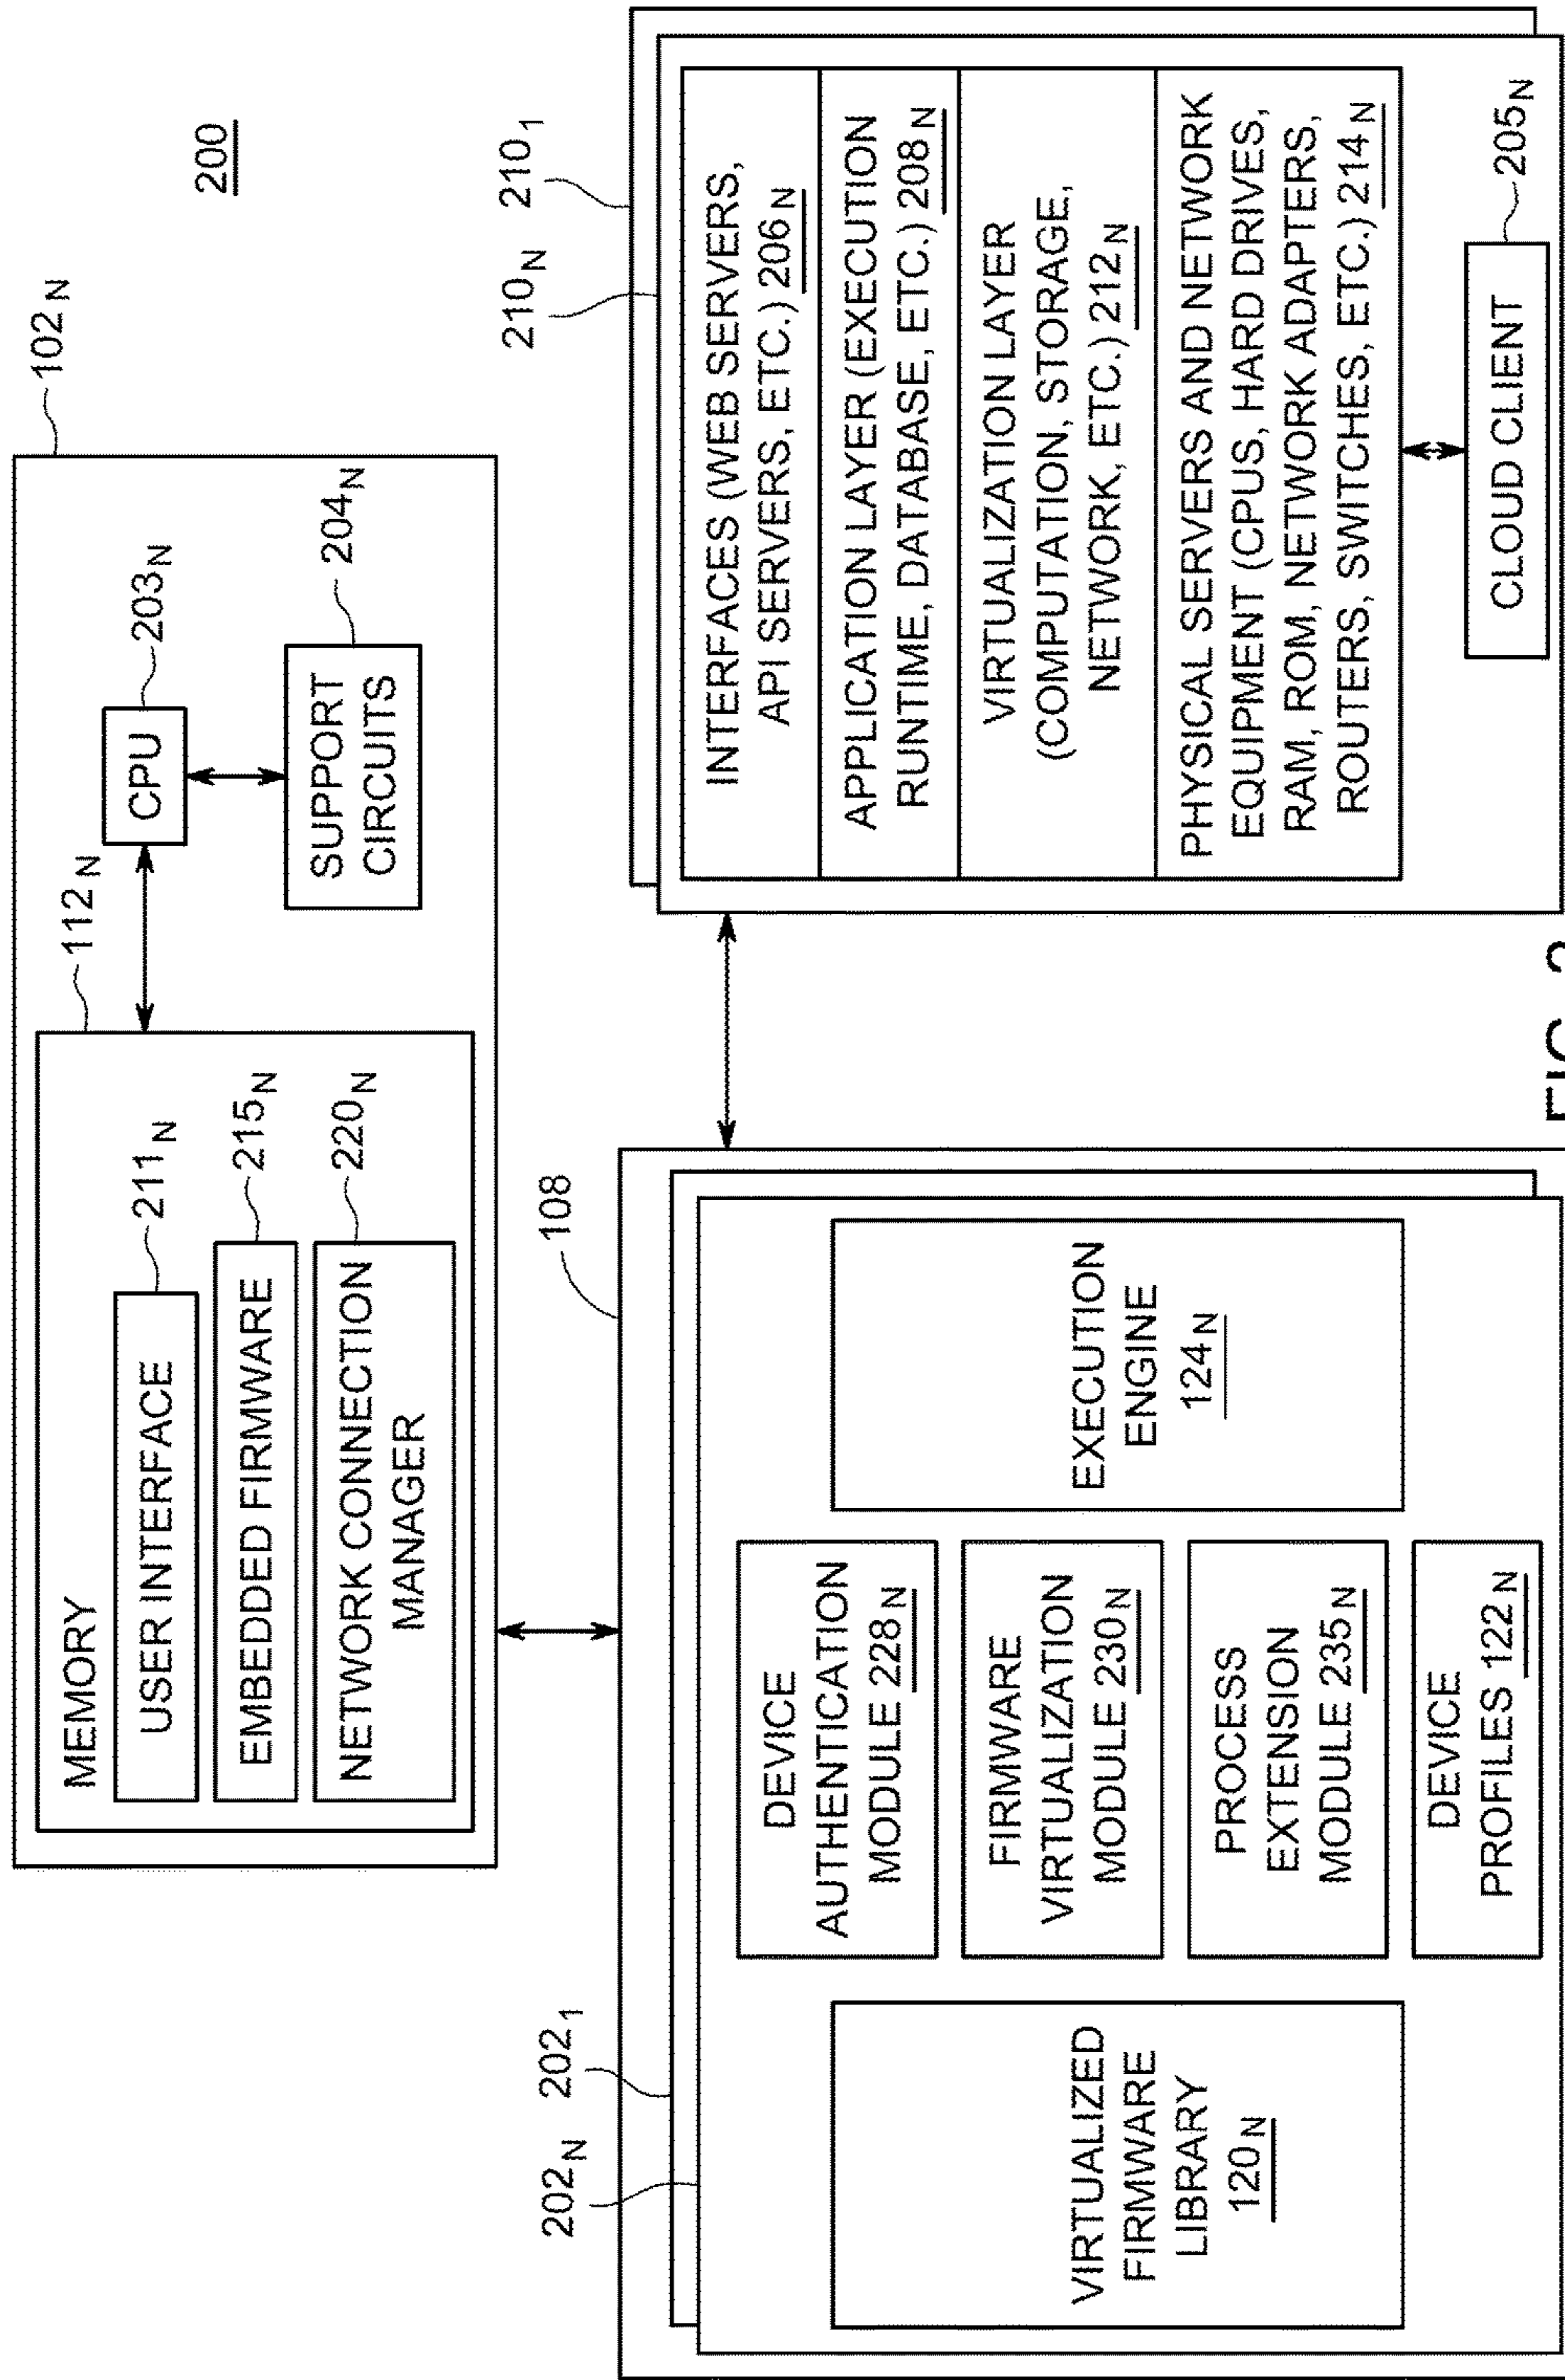 200
102N
112N
MEMORY
USER INTERFACE
211N
EMBEDDED FIRMWARE
215N
NETWORK CONNECTION
MANAGER
220N
CPU
203N
SUPPORT
CIRCUITS
204N
108
202N
2021
VIRTUALIZED
FIRMWARE
LIBRARY
120N
DEVICE
AUTHENTICATION
MODULE 228N
FIRMWARE
VIRTUALIZATION
MODULE 230N
PROCESS
EXTENSION
MODULE 235N
DEVICE
PROFILES 122N
EXECUTION
ENGINE
124N
210N
2101
INTERFACES (WEB SERVERS,
API SERVERS, ETC.) 206N
APPLICATION LAYER (EXECUTION
RUNTIME, DATABASE, ETC.) 208N
VIRTUALIZATION LAYER
(COMPUTATION, STORAGE,
NETWORK, ETC.) 212N
PHYSICAL SERVERS AND NETWORK
EQUIPMENT (CPUS, HARD DRIVES,
RAM, ROM, NETWORK ADAPTERS,
ROUTERS, SWITCHES, ETC.) 214N
CLOUD CLIENT
205N